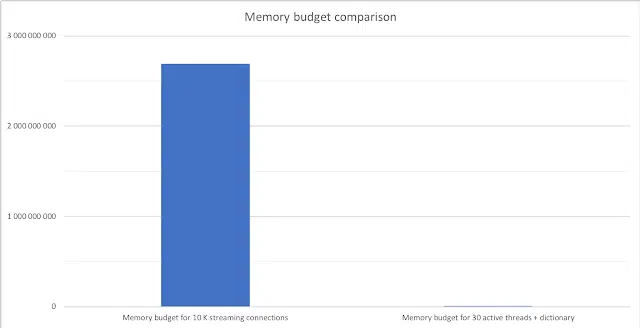 Memory budget comparison
3 000 000 000
2 000 000 000
1 000 000 000
0
Memory budget for 10 K streaming connections
Memory budget for 30 active threads + dictionary